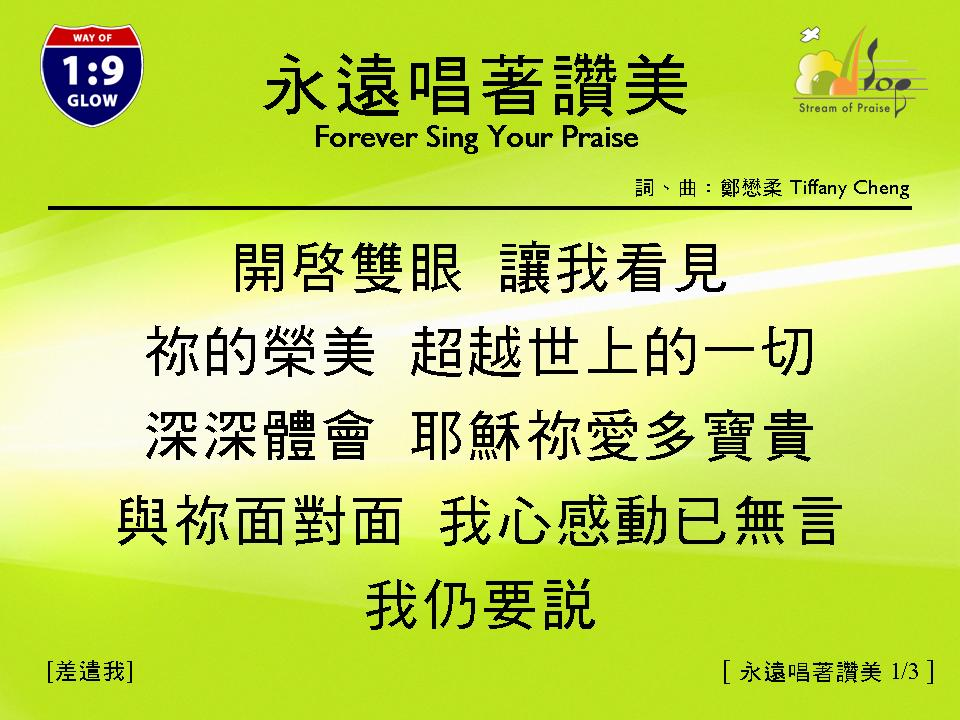 WAY OF
1:9
GLOW
永遠唱著讚美
Forever Sing Your Praise
Sop
Stream of Praise
詞、曲：鄭懋柔 Tiffany Cheng
開啓雙眼 讓我看見
祢的榮美 超越世上的一切
深深體會 耶穌祢愛多寶貴
與祢面對面 我心感動已無言
我仍要説
[差遣我]
[ 永遠唱著讚美 1/3 ]